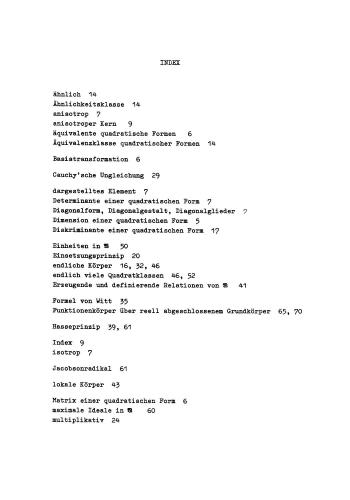 INDEX
ähnlich 14
Ähnlichkeitsklasse 14
anisotrop 7
anisotroper Kern 9
äquivalente quadratische Formen 6
Äquivalenzklasse quadratischer Formen 14
Basistransformation 6
Cauchy'sche Ungleichung 29
dargestelltes Element 7
Determinante einer quadratischen Form 7
Diagonalform, Diagonalgestalt, Diagonalglieder 7
Dimension einer quadratischen Form 5
Diskriminante einer quadratischen Form 17
Einheiten in 50
Einsetzungsprinzip 20
endliche Körper 16, 32, 46
endlich viele Quadratklassen 46, 52
Erzeugende und definierende Relationen von 41
Formel von Witt 35
Funktionenkörper über reell abgeschlossenem Grundkörper 65, 70
Hasseprinzip 39, 61
Index 9
isotrop 7
Jacobsonradikal 61
lokale Körper 43
Matrix einer quadratischen Form 6
maximale Ideale in 60
multiplikativ 24